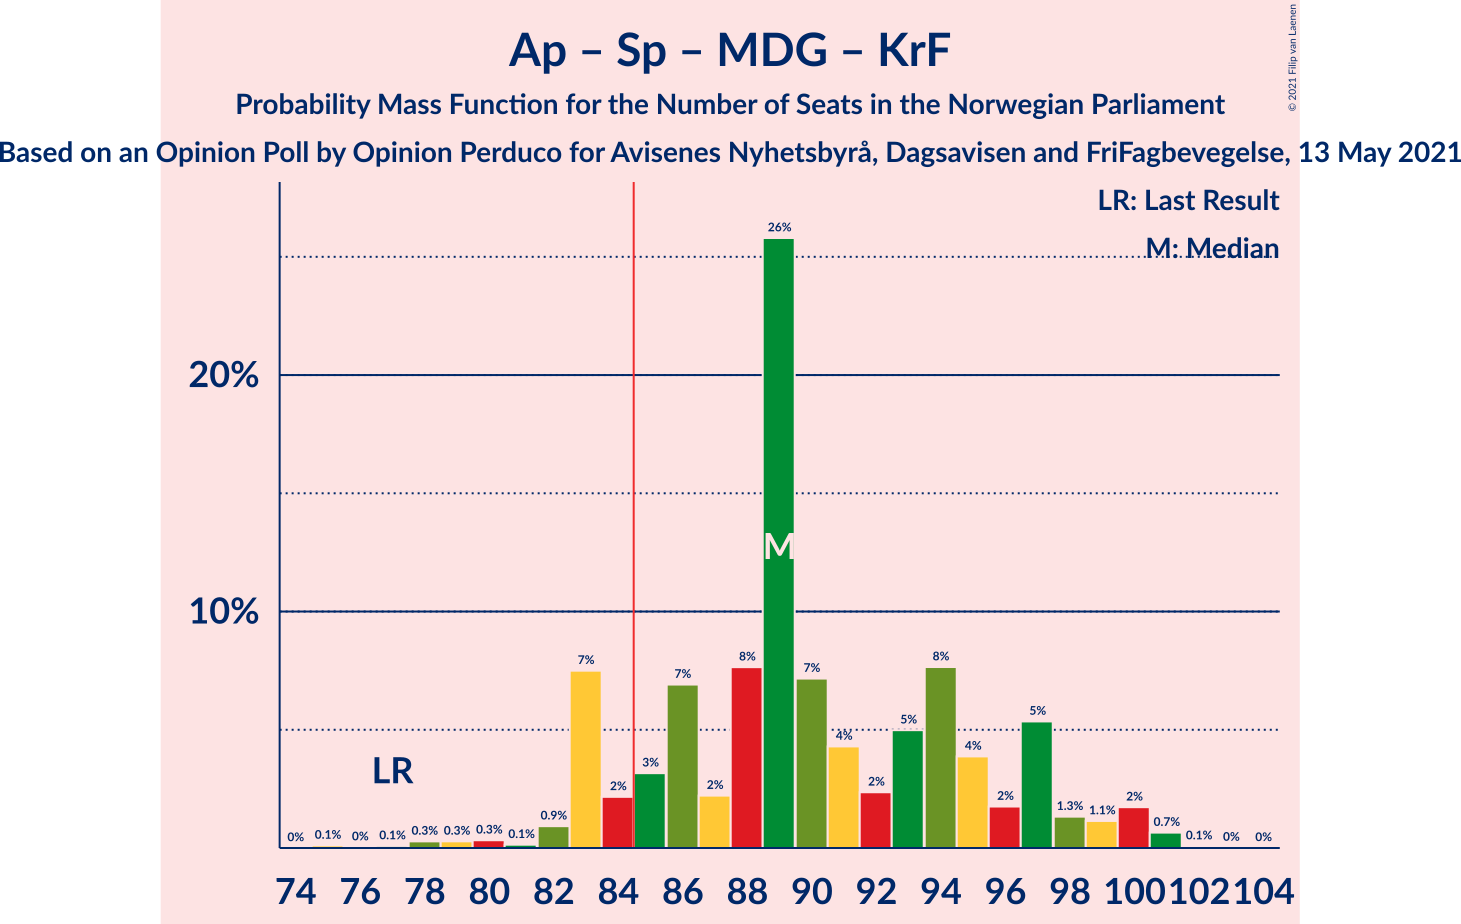 Ap – Sp – MDG – KrF
Probability Mass Function for the Number of Seats in the Norwegian Parliament
Based on an Opinion Poll by Opinion Perduco for Avisenes Nyhetsbyrå, Dagsavisen and FriFagbevegelse, 13 May 2021
© 2021 Filip van Laenen
LR: Last Result
M: Median
20%
10%
LR
M
0% 0.1% 0% 0.1% 0.3% 0.3% 0.3% 0.1% 0.9% 7% 2% 3% 7% 2% 8% 26% 7% 4% 2% 5% 8% 4% 2% 5% 1.3% 1.1% 2% 0.7% 0.1% 0% 0%
74 76 78 80 82 84 86 88 90 92 94 96 98 100 102 104